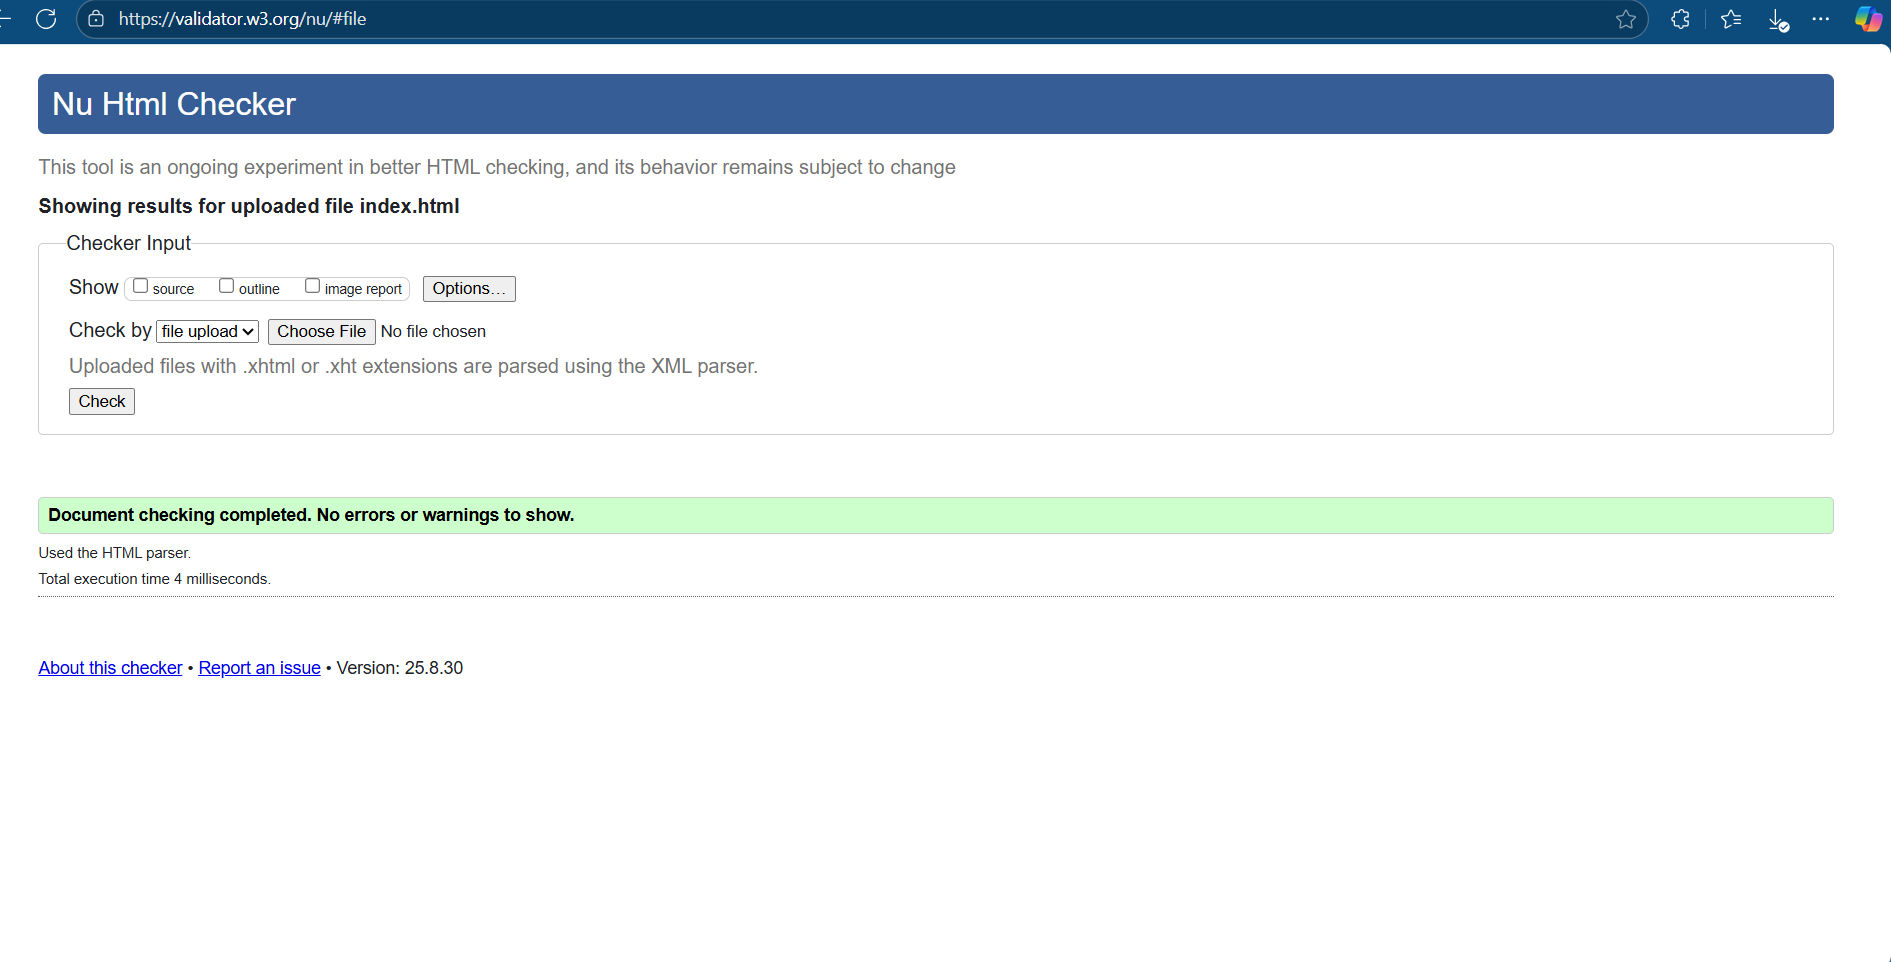 https://validator.w3.org/nu/#file
Nu Html Checker
This tool is an ongoing experiment in better HTML checking, and its behavior remains subject to change
Showing results for uploaded file index.html
Checker Input
Show source outline image report Options...
Check by file upload Choose File No file chosen
Uploaded files with .xhtml or .xht extensions are parsed using the XML parser.
Check
Document checking completed. No errors or warnings to show.
Used the HTML parser.
Total execution time 4 milliseconds.
About this checker • Report an issue • Version: 25.8.30